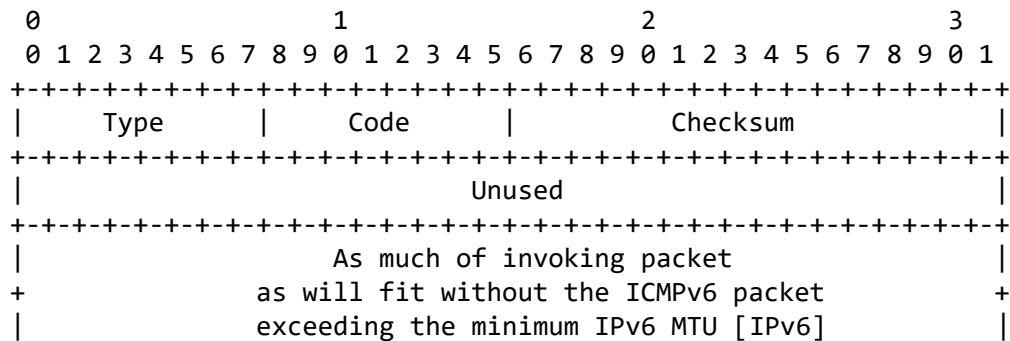 0                   1                   2                   3
0 1 2 3 4 5 6 7 8 9 0 1 2 3 4 5 6 7 8 9 0 1 2 3 4 5 6 7 8 9 0 1
+-+-+-+-+-+-+-+-+-+-+-+-+-+-+-+-+-+-+-+-+-+-+-+-+-+-+-+-+-+-+-+-+
|     Type      |     Code      |          Checksum             |
+-+-+-+-+-+-+-+-+-+-+-+-+-+-+-+-+-+-+-+-+-+-+-+-+-+-+-+-+-+-+-+-+
|                             Unused                            |
+-+-+-+-+-+-+-+-+-+-+-+-+-+-+-+-+-+-+-+-+-+-+-+-+-+-+-+-+-+-+-+-+
|                    As much of invoking packet                 |
+               as will fit without the ICMPv6 packet           +
|               exceeding the minimum IPv6 MTU [IPv6]           |